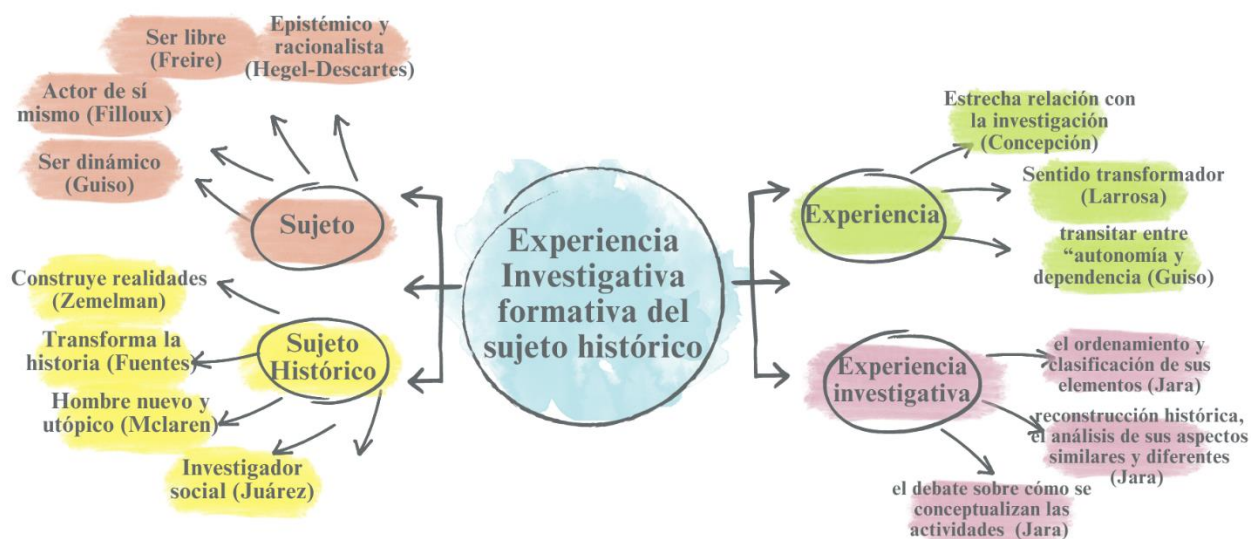 Ser libre
(Freire)
Epistémico y
racionalista
(Hegel-Descartes)
Actor de sí
mismo (Filloux)
Ser dinámico
(Guiso)
Sujeto
Construye realidades
(Zemelman)
Transforma la
historia (Fuentes)
Hombre nuevo y
utópico (Mclaren)
Investigador
social (Juárez)
Sujeto
Histórico
Experiencia
Investigativa
formativa del
sujeto histórico
Estrecha relación con
la investigación
(Concepción)
Experiencia
Sentido transformador
(Larrosa)
transitar entre
“autonomía y
dependencia (Guiso)
Experiencia
investigativa
el ordenamiento y
clasificación de sus
elementos (Jara)
reconstrucción histórica,
el análisis de sus aspectos
similares y diferentes
(Jara)
el debate sobre cómo se
conceptualizan las
actividades (Jara)